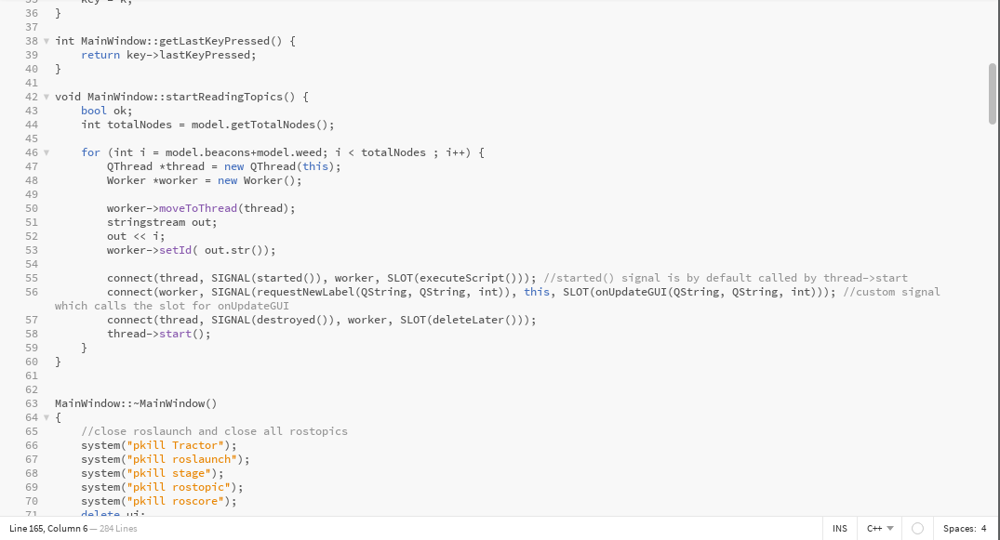 36 }
37
38 int MainWindow::getLastKeyPressed() {
39     return key->lastKeyPressed;
40 }
41
42 void MainWindow::startReadingTopics() {
43     bool ok;
44     int totalNodes = model.getTotalNodes();
45
46     for (int i = model.beacons+model.weed; i < totalNodes ; i++) {
47         QThread *thread = new QThread(this);
48         Worker *worker = new Worker();
49
50         worker->moveToThread(thread);
51         stringstream out;
52         out << i;
53         worker->setId( out.str());
54
55         connect(thread, SIGNAL(started()), worker, SLOT(executeScript())); //started() signal is by default called by thread->start
56         connect(worker, SIGNAL(requestNewLabel(QString, QString, int)), this, SLOT(onUpdateGUI(QString, QString, int))); //custom signal
which calls the slot for onUpdateGUI
57         connect(thread, SIGNAL(destroyed()), worker, SLOT(deleteLater()));
58         thread->start();
59     }
60 }
61
62
63 MainWindow::~MainWindow()
64 {
65     //close roslaunch and close all rostopics
66     system("pkill Tractor");
67     system("pkill roslaunch");
68     system("pkill stage");
69     system("pkill rostopic");
70     system("pkill roscore");
71     delete ui;
Line 165, Column 6 — 284 Lines INS C++ Spaces: 4